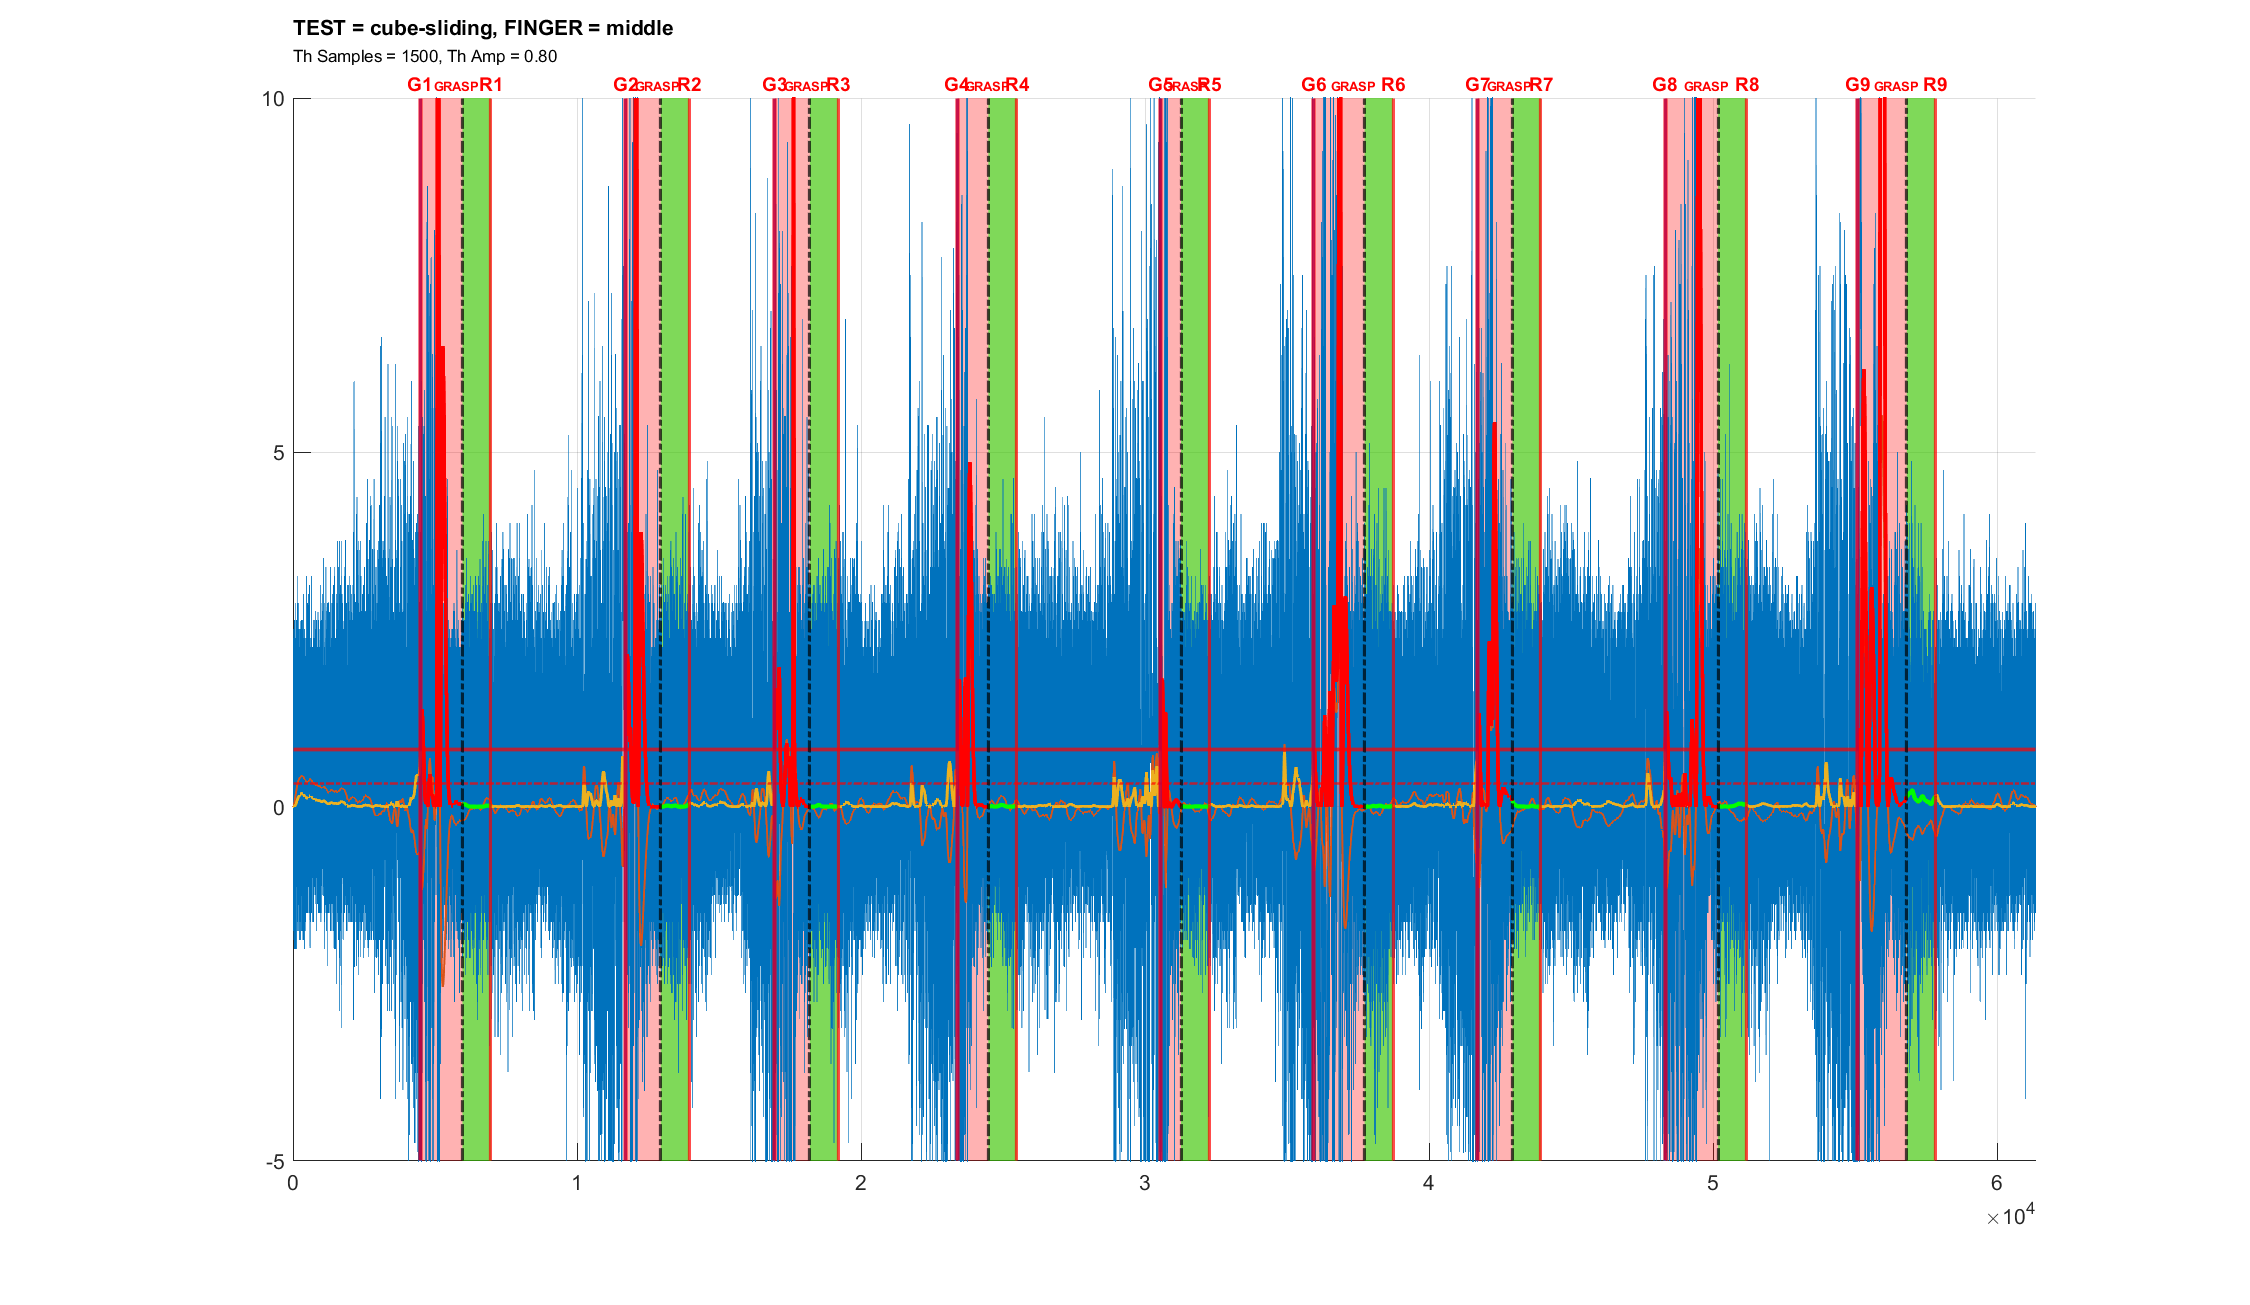 TEST = cube-sliding, FINGER = middle
Th Samples = 1500, Th Amp = 0.80
G1 GRASP R1 G2 GRASP R2 G3 GRASP R3 G4 GRASP R4 G5 GRASP R5 G6 GRASP R6 G7 GRASP R7 G8 GRASP R8 G9 GRASP R9
10
5
0
-5
0 1 2 3 4 5 6
×10⁴